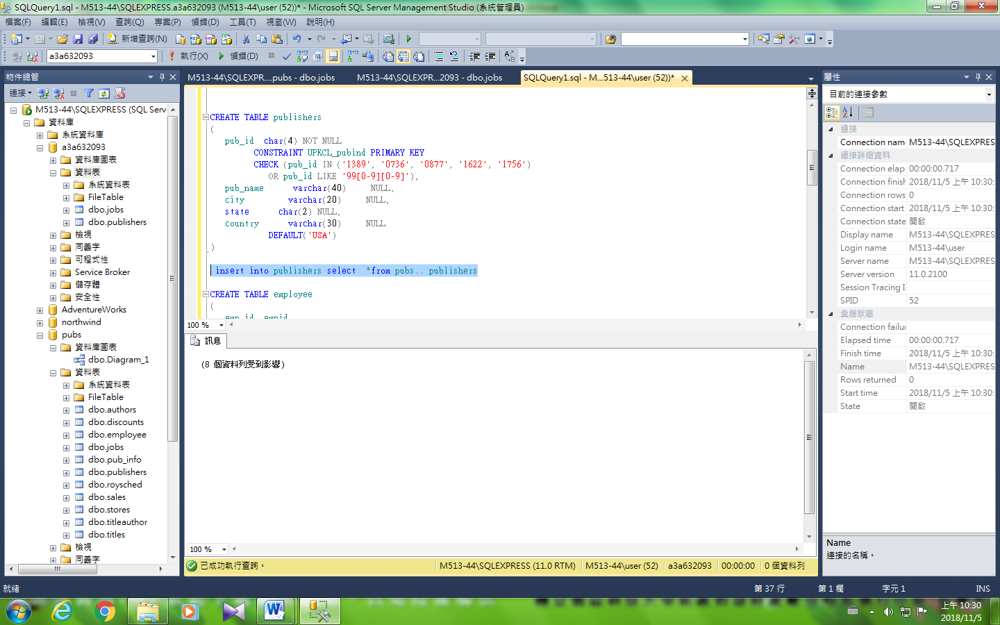 SQLQuery1.sql - M513-44\SQLEXPRESS.a3a632093 (M513-44\user (52))* - Microsoft SQL Server Management Studio (系統管理員)
檔案(F) 編輯(E) 檢視(V) 查詢(Q) 專案(P) 偵錯(D) 工具(T) 視窗(W) 說明(H)
新增查詢(N)
a3a632093 執行(X) 偵錯(D)
物件總管
連接
M513-44\SQLEXPRESS (SQL Serv
資料庫
系統資料庫
a3a632093
資料庫圖表
資料表
系統資料表
FileTable
dbo.jobs
dbo.publishers
檢視
同義字
可程式性
Service Broker
儲存體
安全性
AdventureWorks
northwind
pubs
資料庫圖表
dbo.Diagram_1
資料表
系統資料表
FileTable
dbo.authors
dbo.discounts
dbo.employee
dbo.jobs
dbo.pub_info
dbo.publishers
dbo.roysched
dbo.sales
dbo.stores
dbo.titleauthor
dbo.titles
檢視
同義字
M513-44\SQLEXPR....pubs - dbo.jobs M513-44\SQLEXPR...2093 - dbo.jobs SQLQuery1.sql - M...513-44\user (52))*
CREATE TABLE publishers
(
pub_id char(4) NOT NULL
CONSTRAINT UPKCL_pubind PRIMARY KEY
CHECK (pub_id IN ('1389', '0736', '0877', '1622', '1756')
OR pub_id LIKE '99[0-9][0-9]'),
pub_name varchar(40) NULL,
city varchar(20) NULL,
state char(2) NULL,
country varchar(30) NULL
DEFAULT('USA')
)
insert into publishers select *from pubs.. publishers
CREATE TABLE employee
(
emp_id empid
100 %
訊息
(8 個資料列受到影響)
100 %
已成功執行查詢。 M513-44\SQLEXPRESS (11.0 RTM) M513-44\user (52) a3a632093 00:00:00 0 個資料列
屬性
目前的連接參數
連接
Connection nam M513-44\SQLEXPRES
連接詳細資料
Connection elap 00:00:00.717
Connection finish 2018/11/5 上午 10:30:
Connection rows 0
Connection start 2018/11/5 上午 10:30:
Connection state 開啟
Display name M513-44\SQLEXPRES
Login name M513-44\user
Server name M513-44\SQLEXPRES
Server version 11.0.2100
Session Tracing I
SPID 52
彙總狀態
Connection failur
Elapsed time 00:00:00.717
Finish time 2018/11/5 上午 10:30:
Name M513-44\SQLEXPRES
Rows returned 0
Start time 2018/11/5 上午 10:30:
State 開啟
Name
連接的名稱。
就緒 第 37 行 第 1 欄 字元 1 INS
上午 10:30
2018/11/5